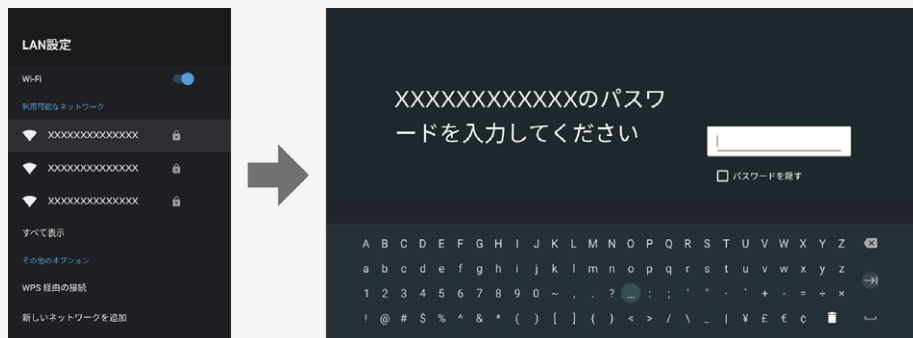 LAN設定
Wi-Fi
利用可能なネットワーク
XXXXXXXXXXXXXX
XXXXXXXXXXXXXX
XXXXXXXXXXXXXX
すべて表示
その他のオプション
WPS 経由の接続
新しいネットワークを追加
XXXXXXXXXXXXのパスワ
ードを入力してください
パスワードを隠す
A B C D E F G H I J K L M N O P Q R S T U V W X Y Z
a b c d e f g h i j k l m n o p q r s t u v w x y z
1 2 3 4 5 6 7 8 9 0 ~ , . ? … : ; ' " · ` + - = ÷ ×
! @ # $ % ^ & * ( ) [ ] { } < > / \ _ | ¥ £ € ¢